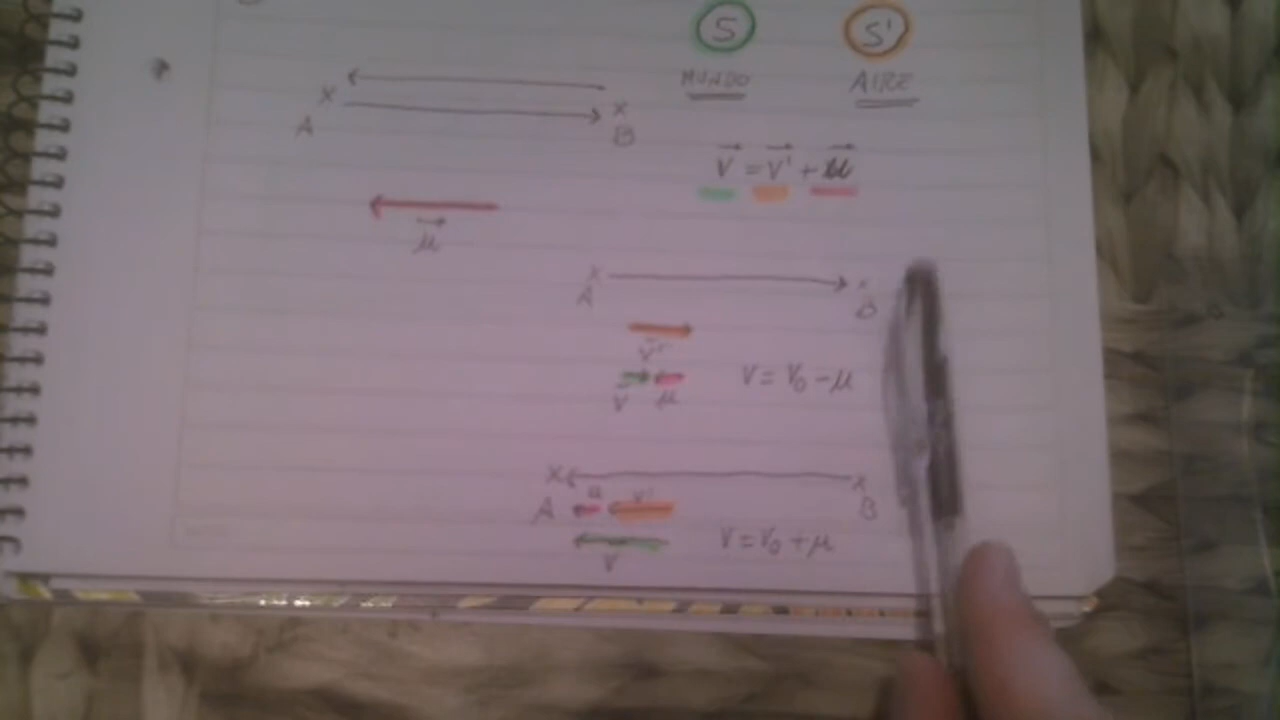 S S'
MUNDO AIRE
x x
A B
V = V' + u
μ
x x
A B
V'
V μ V = V₀ - μ
x x
A u V' B
V V = V₀ + μ